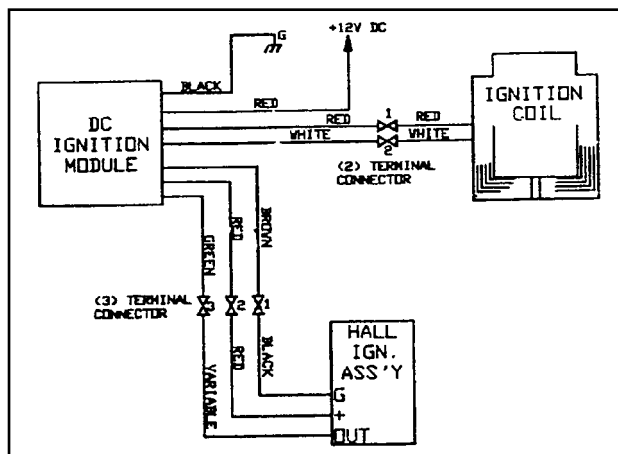 G
+12V DC
BLACK
RED
DC
IGNITION
MODULE
RED 1 RED
WHITE 2 WHITE
(2) TERMINAL
CONNECTOR
IGNITION
COIL
GREEN
RED
BROWN
(3) TERMINAL
CONNECTOR
3 2 1
VARIABLE
RED
BLACK
HALL
IGN.
ASS'Y
G
+
OUT